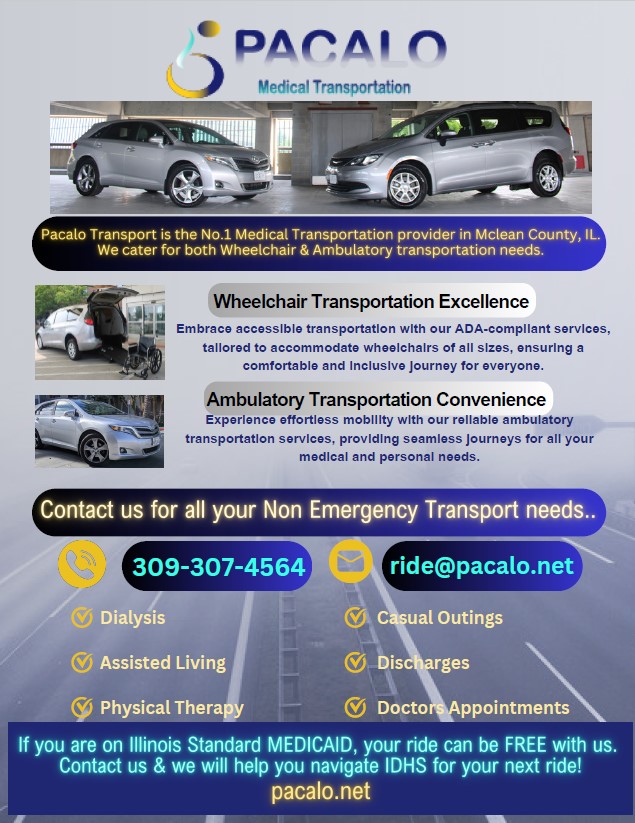 PACALO
Medical Transportation
Pacalo Transport is the No.1 Medical Transportation provider in Mclean County, IL.
We cater for both Wheelchair & Ambulatory transportation needs.
Wheelchair Transportation Excellence
Embrace accessible transportation with our ADA-compliant services,
tailored to accommodate wheelchairs of all sizes, ensuring a
comfortable and inclusive journey for everyone.
Ambulatory Transportation Convenience
Experience effortless mobility with our reliable ambulatory
transportation services, providing seamless journeys for all your
medical and personal needs.
Contact us for all your Non Emergency Transport needs..
309-307-4564
ride@pacalo.net
Dialysis
Casual Outings
Assisted Living
Discharges
Physical Therapy
Doctors Appointments
If you are on Illinois Standard MEDICAID, your ride can be FREE with us.
Contact us & we will help you navigate IDHS for your next ride!
pacalo.net